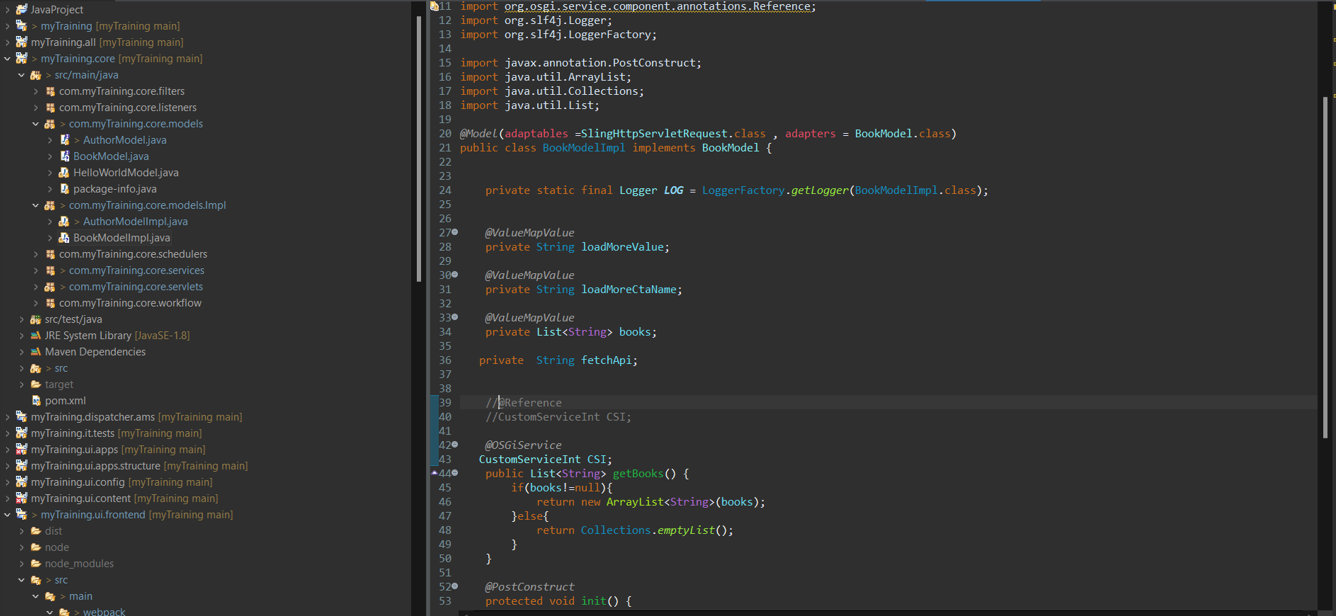 JavaProject
> myTraining [myTraining main]
myTraining.all [myTraining main]
> myTraining.core [myTraining main]
> src/main/java
com.myTraining.core.filters
com.myTraining.core.listeners
> com.myTraining.core.models
> AuthorModel.java
BookModel.java
HelloWorldModel.java
package-info.java
> com.myTraining.core.models.Impl
> AuthorModelImpl.java
BookModelImpl.java
com.myTraining.core.schedulers
> com.myTraining.core.services
> com.myTraining.core.servlets
com.myTraining.core.workflow
src/test/java
JRE System Library [JavaSE-1.8]
Maven Dependencies
> src
target
pom.xml
myTraining.dispatcher.ams [myTraining main]
myTraining.it.tests [myTraining main]
myTraining.ui.apps [myTraining main]
myTraining.ui.apps.structure [myTraining main]
myTraining.ui.config [myTraining main]
myTraining.ui.content [myTraining main]
> myTraining.ui.frontend [myTraining main]
dist
node
node_modules
> src
> main
> webpack
11 import org.osgi.service.component.annotations.Reference;
12 import org.slf4j.Logger;
13 import org.slf4j.LoggerFactory;
14
15 import javax.annotation.PostConstruct;
16 import java.util.ArrayList;
17 import java.util.Collections;
18 import java.util.List;
19
20 @Model(adaptables =SlingHttpServletRequest.class , adapters = BookModel.class)
21 public class BookModelImpl implements BookModel {
22
23
24 private static final Logger LOG = LoggerFactory.getLogger(BookModelImpl.class);
25
26
27 @ValueMapValue
28 private String loadMoreValue;
29
30 @ValueMapValue
31 private String loadMoreCtaName;
32
33 @ValueMapValue
34 private List<String> books;
35
36 private  String fetchApi;
37
38
39 //@Reference
40 //CustomServiceInt CSI;
41
42 @OSGiService
43 CustomServiceInt CSI;
44 public List<String> getBooks() {
45 if(books!=null){
46 return new ArrayList<String>(books);
47 }else{
48 return Collections.emptyList();
49 }
50 }
51
52 @PostConstruct
53 protected void init() {